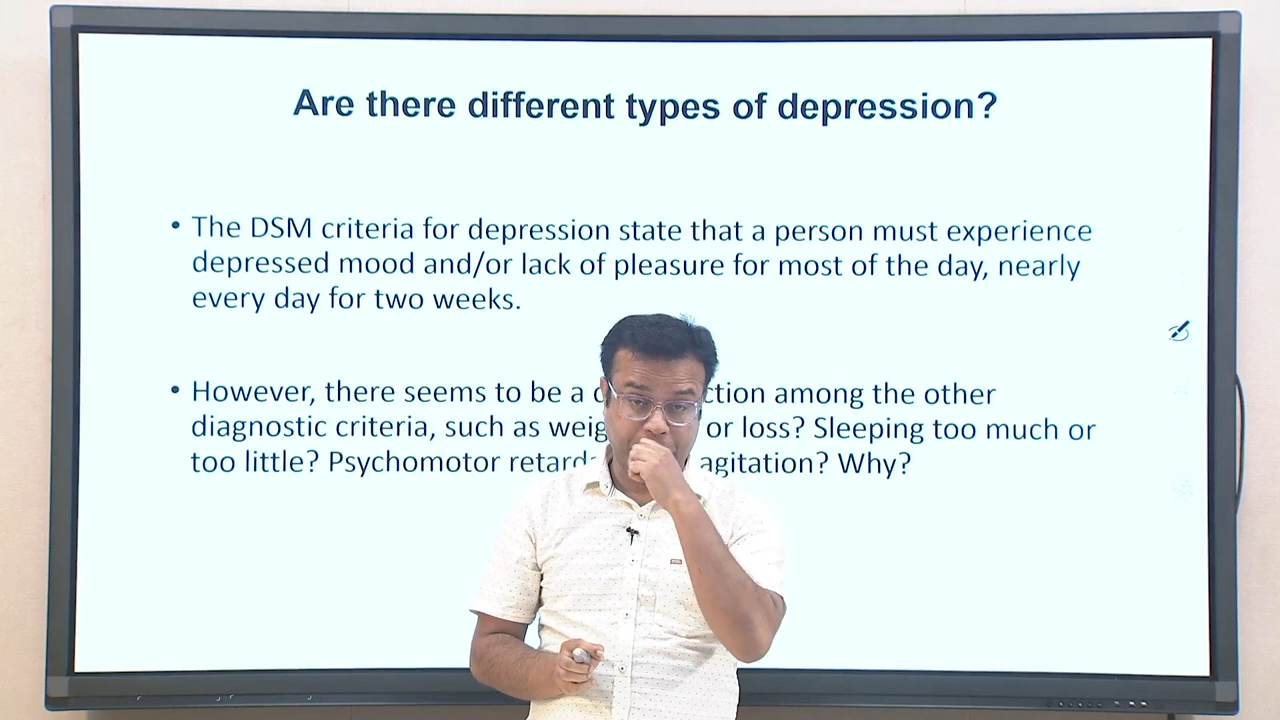 Are there different types of depression?
• The DSM criteria for depression state that a person must experience
depressed mood and/or lack of pleasure for most of the day, nearly
every day for two weeks.
• However, there seems to be a among the other
diagnostic criteria, such as or loss? Sleeping too much or
too little? Psychomotor agitation? Why?